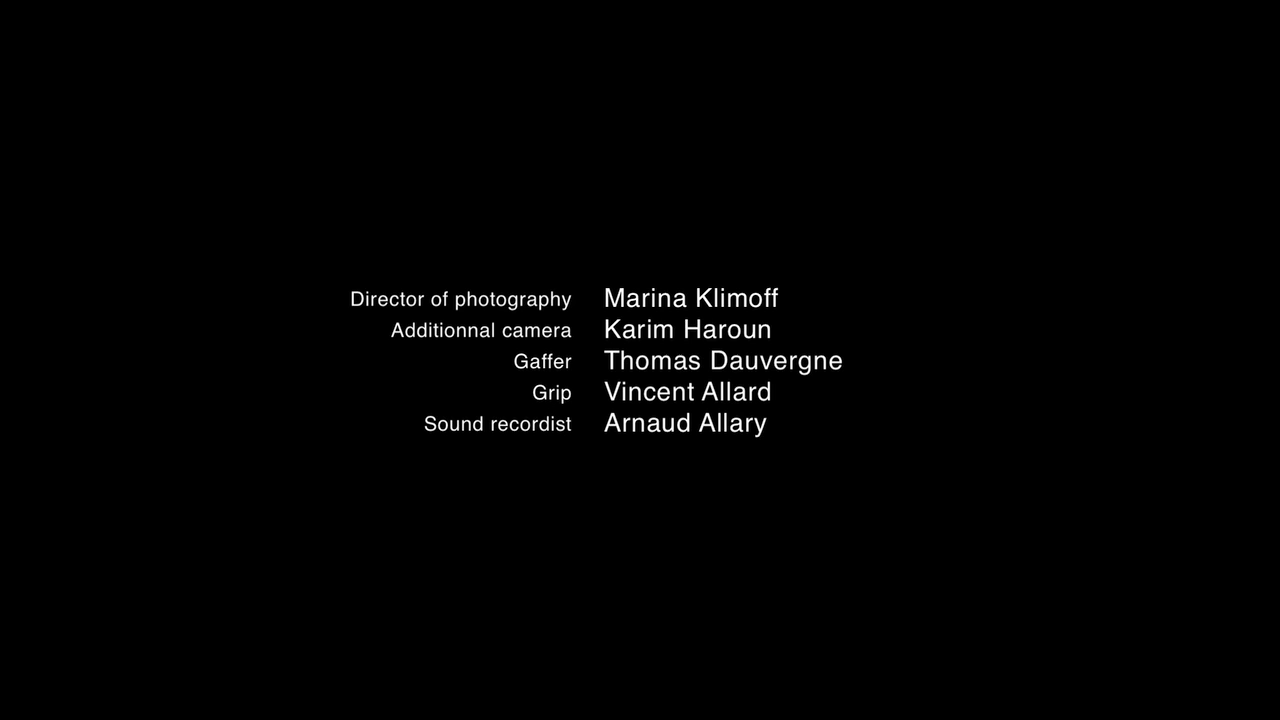 Director of photography Marina Klimoff
Additionnal camera Karim Haroun
Gaffer Thomas Dauvergne
Grip Vincent Allard
Sound recordist Arnaud Allary